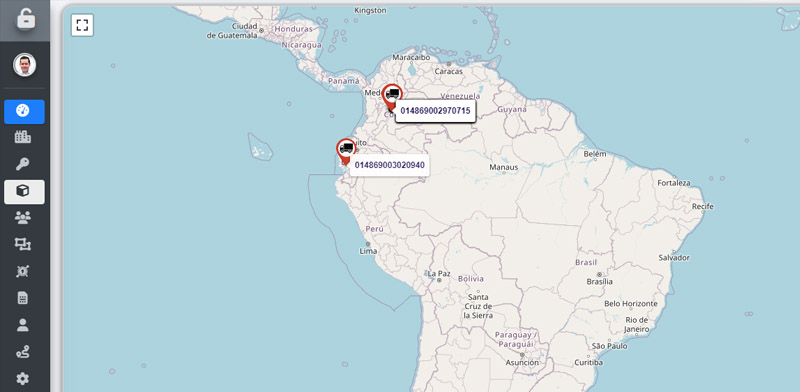 Kingston
Ciudad
de Guatemala
Honduras
Nicaragua
Maracaibo
Caracas
Panamá
Venezuela
Guyana
014869002970715
014869003020940
Belém
Manaus
Fortaleza
Recife
Perú
Lima
Salvador
Brasil
Brasília
La Paz
Bolivia
Santa
Cruz de
la Sierra
Belo Horizonte
Rio de
Janeiro
São Paulo
Paraguay /
Paraguái
Asunción
Curitiba